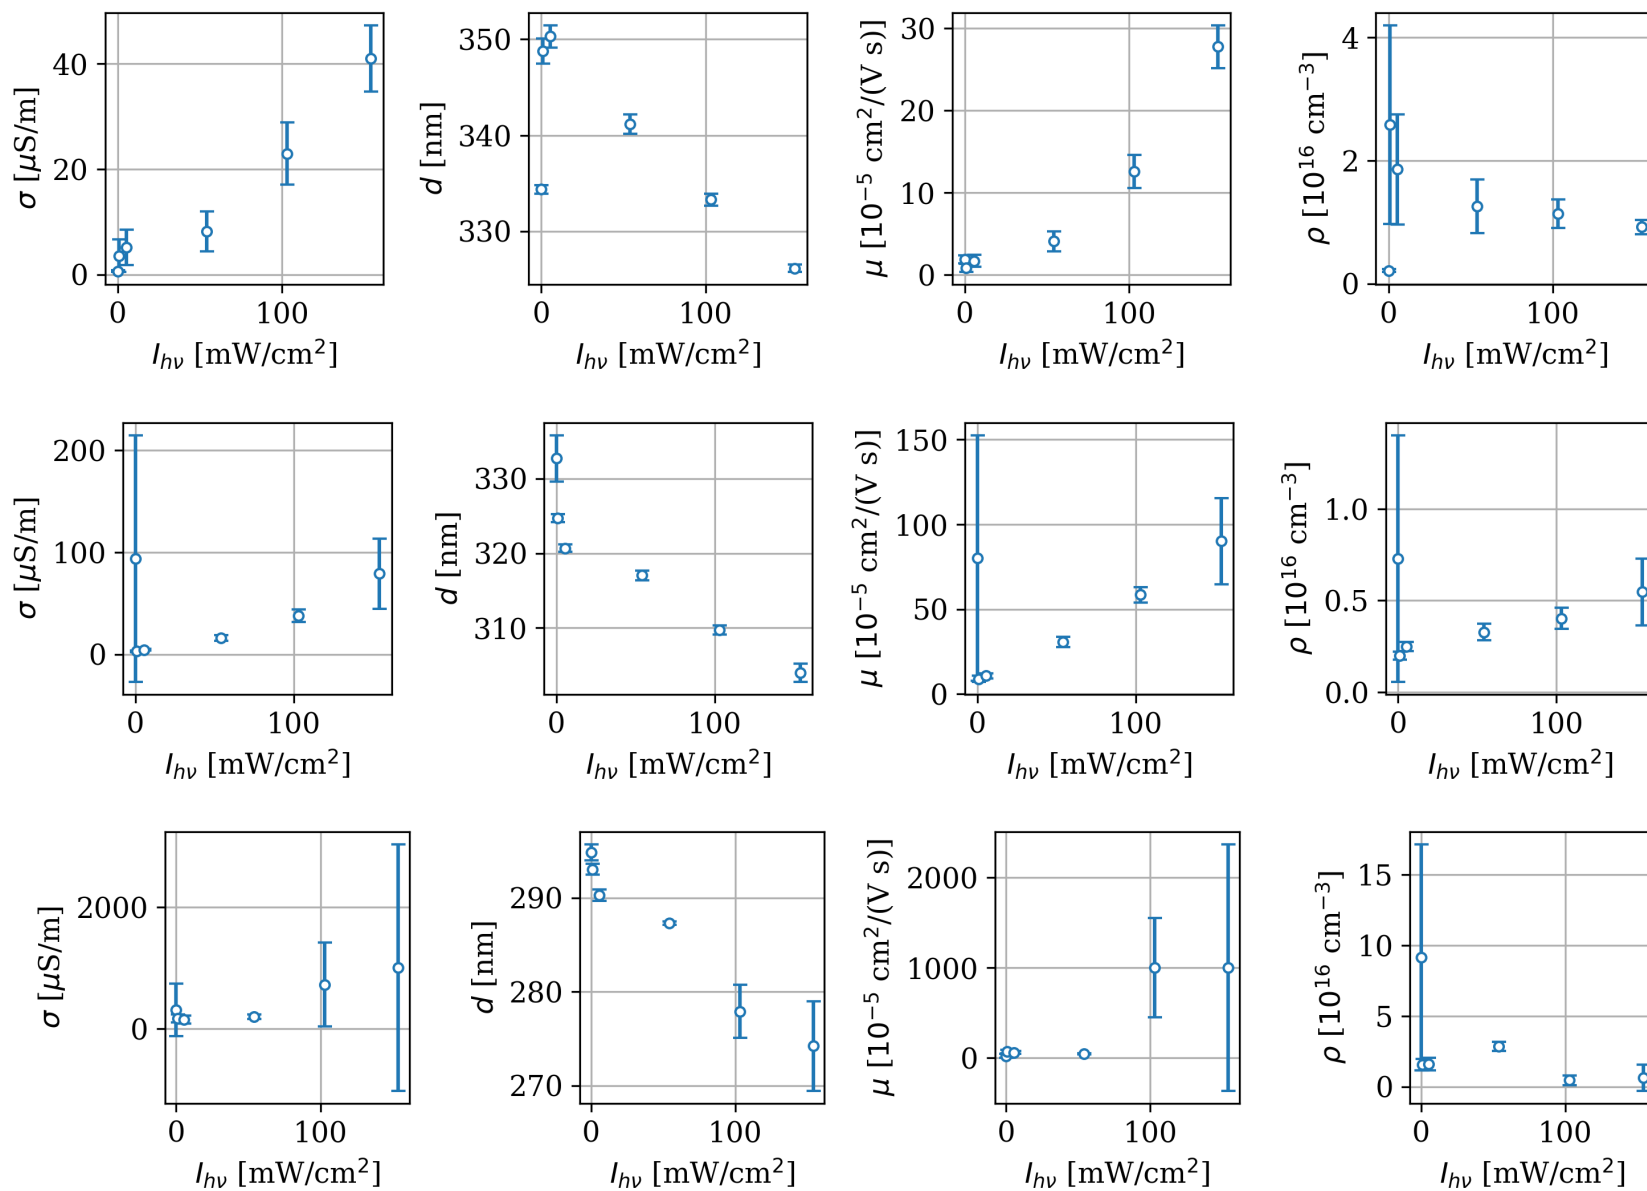 σ [μS/m]
40
20
0
0 100
I_hν [mW/cm²]
d [nm]
350
340
330
0 100
I_hν [mW/cm²]
μ [10⁻⁵ cm²/(V s)]
30
20
10
0
0 100
I_hν [mW/cm²]
ρ [10¹⁶ cm⁻³]
4
2
0
0 100
I_hν [mW/cm²]
σ [μS/m]
200
100
0
0 100
I_hν [mW/cm²]
d [nm]
330
320
310
0 100
I_hν [mW/cm²]
μ [10⁻⁵ cm²/(V s)]
150
100
50
0
0 100
I_hν [mW/cm²]
ρ [10¹⁶ cm⁻³]
1.0
0.5
0.0
0 100
I_hν [mW/cm²]
σ [μS/m]
2000
0
0 100
I_hν [mW/cm²]
d [nm]
290
280
270
0 100
I_hν [mW/cm²]
μ [10⁻⁵ cm²/(V s)]
2000
1000
0
0 100
I_hν [mW/cm²]
ρ [10¹⁶ cm⁻³]
15
10
5
0
0 100
I_hν [mW/cm²]